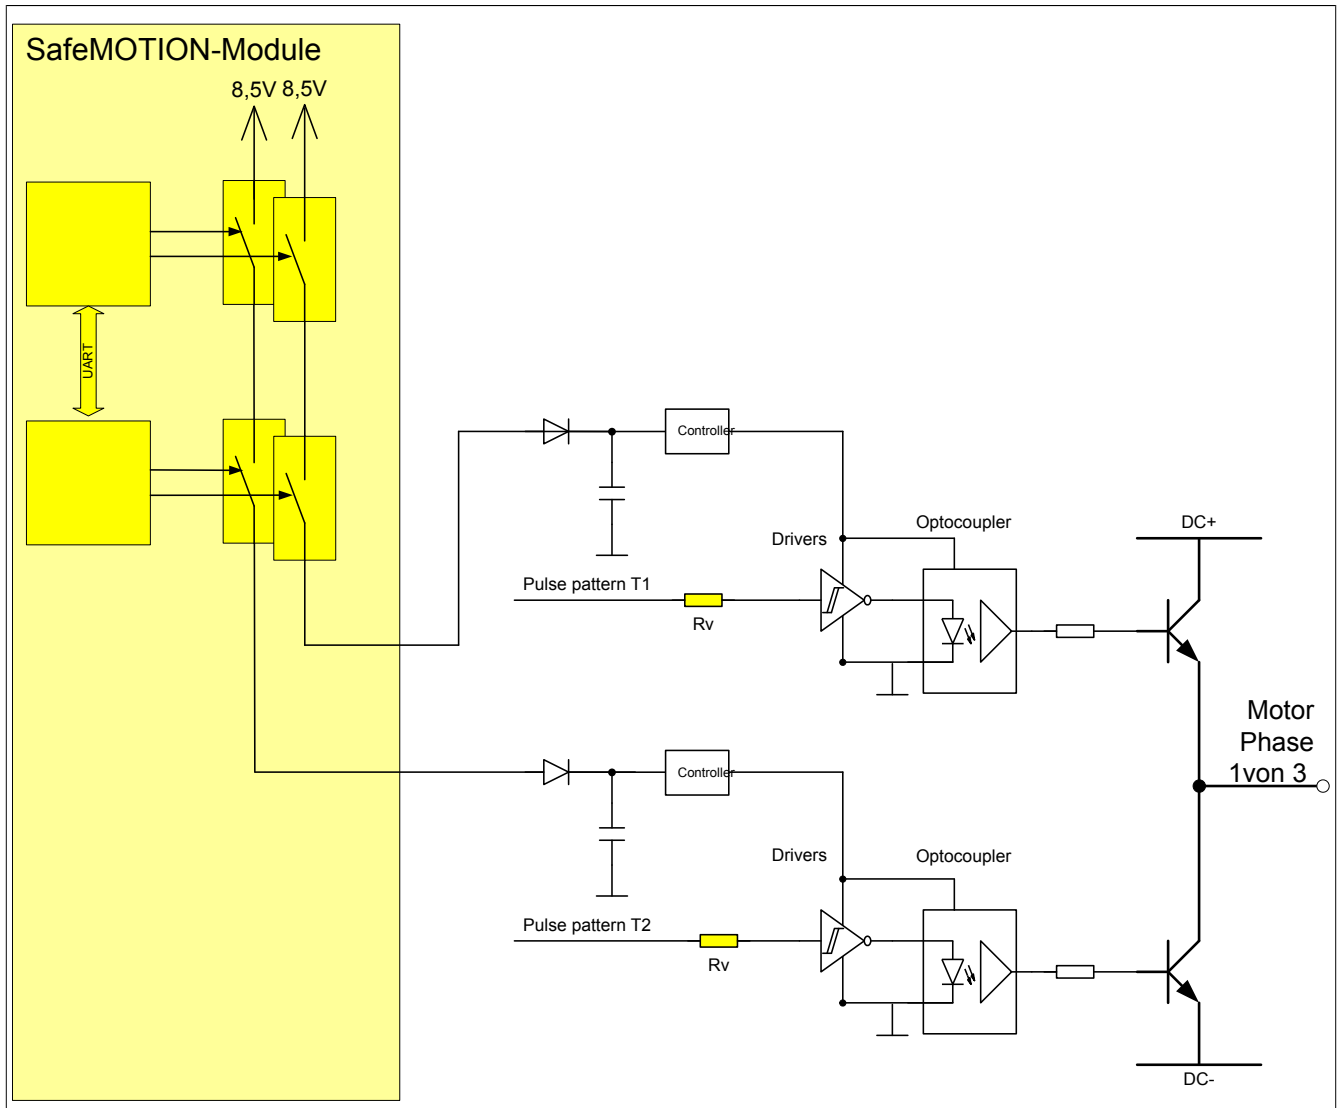 SafeMOTION-Module
8,5V 8,5V
UART
Controller
Drivers
Optocoupler
DC+
Pulse pattern T1
Rv
Motor
Phase
1von 3
Controller
Drivers
Optocoupler
Pulse pattern T2
Rv
DC-